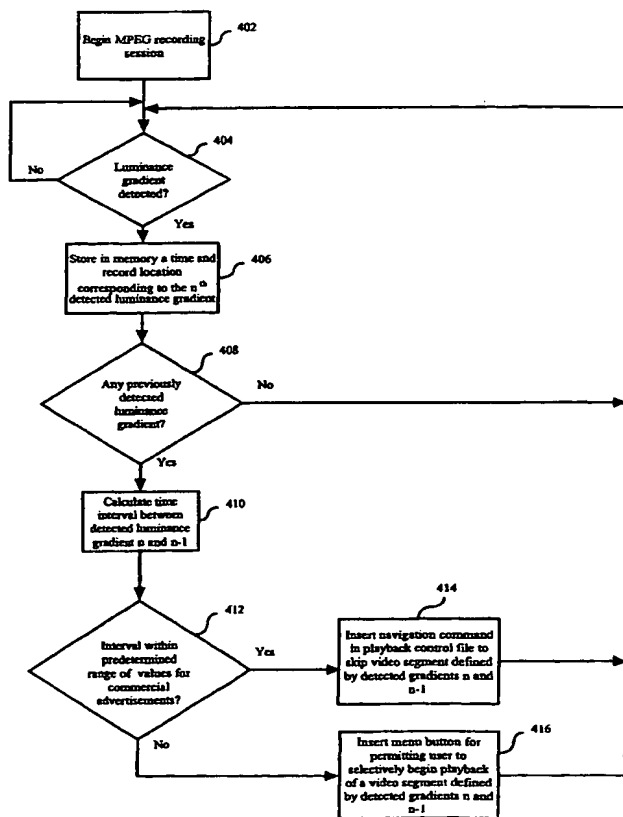 Begin MPEG recording
session
402
404
Luminance
gradient
detected?
No
Yes
Store in memory a time and
record location
corresponding to the nth
detected luminance gradient
406
408
Any previously
detected
luminance
gradient?
No
Yes
Calculate time
interval between
detected luminance
gradient n and n-1
410
412
Interval within
predetermined
range of values for
commercial
advertisements?
Yes
No
414
Insert navigation command
in playback control file to
skip video segment defined
by detected gradients n and
n-1
416
Insert menu button for
permitting user to
selectively begin playback
of a video segment defined
by detected gradients n and
n-1